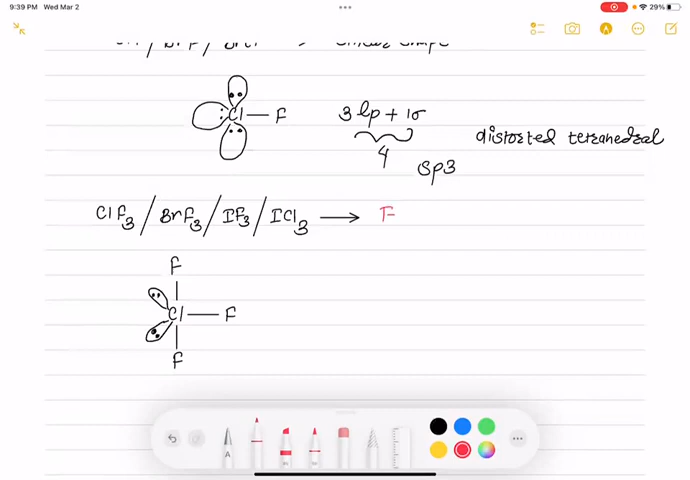 9:39 PM Wed Mar 2
29%
Cl — F
3 lp + 1σ
4
sp3
distorted tetrahedral
ClF3 / BrF3 / IF3 / ICl3 → F
F
Cl — F
F
A